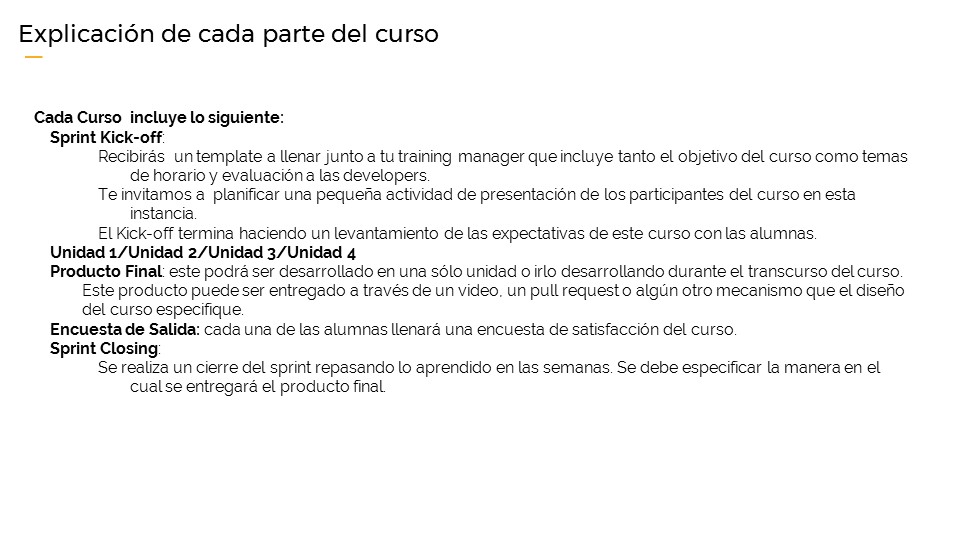 Explicación de cada parte del curso
Cada Curso incluye lo siguiente:
Sprint Kick-off:
Recibirás un template a llenar junto a tu training manager que incluye tanto el objetivo del curso como temas
de horario y evaluación a las developers.
Te invitamos a planificar una pequeña actividad de presentación de los participantes del curso en esta
instancia.
El Kick-off termina haciendo un levantamiento de las expectativas de este curso con las alumnas.
Unidad 1/Unidad 2/Unidad 3/Unidad 4
Producto Final: este podrá ser desarrollado en una sólo unidad o irlo desarrollando durante el transcurso del curso.
Este producto puede ser entregado a través de un video, un pull request o algún otro mecanismo que el diseño
del curso especifique.
Encuesta de Salida: cada una de las alumnas llenará una encuesta de satisfacción del curso.
Sprint Closing:
Se realiza un cierre del sprint repasando lo aprendido en las semanas. Se debe especificar la manera en el
cual se entregará el producto final.